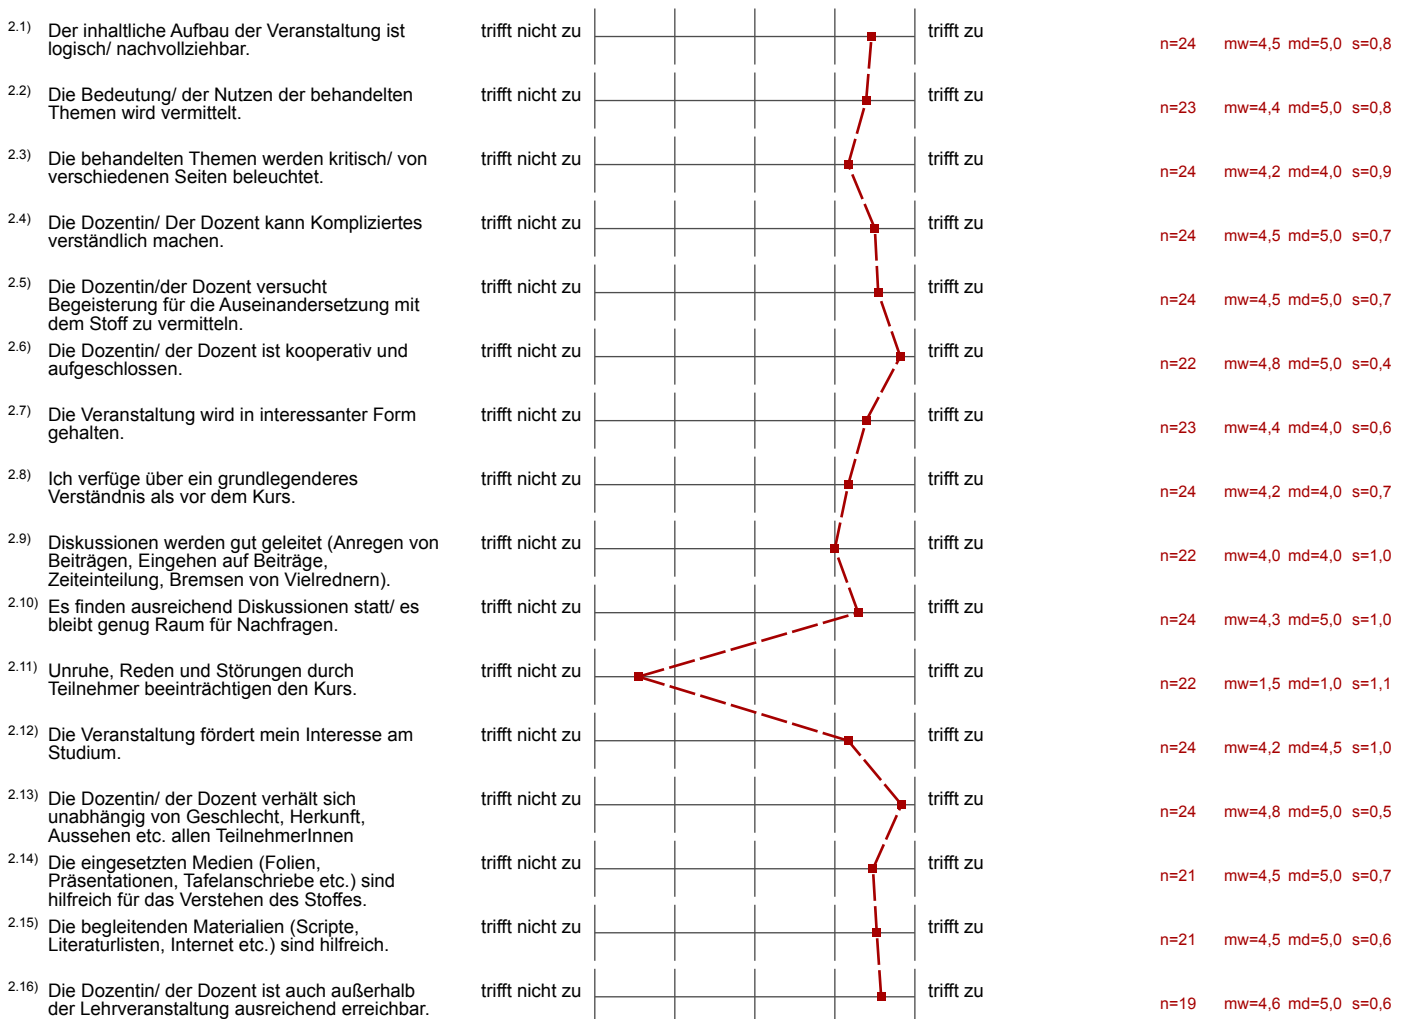 2.1) Der inhaltliche Aufbau der Veranstaltung ist
logisch/ nachvollziehbar.
trifft nicht zu trifft zu
n=24 mw=4,5 md=5,0 s=0,8
2.2) Die Bedeutung/ der Nutzen der behandelten
Themen wird vermittelt.
trifft nicht zu trifft zu
n=23 mw=4,4 md=5,0 s=0,8
2.3) Die behandelten Themen werden kritisch/ von
verschiedenen Seiten beleuchtet.
trifft nicht zu trifft zu
n=24 mw=4,2 md=4,0 s=0,9
2.4) Die Dozentin/ Der Dozent kann Kompliziertes
verständlich machen.
trifft nicht zu trifft zu
n=24 mw=4,5 md=5,0 s=0,7
2.5) Die Dozentin/der Dozent versucht
Begeisterung für die Auseinandersetzung mit
dem Stoff zu vermitteln.
trifft nicht zu trifft zu
n=24 mw=4,5 md=5,0 s=0,7
2.6) Die Dozentin/ der Dozent ist kooperativ und
aufgeschlossen.
trifft nicht zu trifft zu
n=22 mw=4,8 md=5,0 s=0,4
2.7) Die Veranstaltung wird in interessanter Form
gehalten.
trifft nicht zu trifft zu
n=23 mw=4,4 md=4,0 s=0,6
2.8) Ich verfüge über ein grundlegenderes
Verständnis als vor dem Kurs.
trifft nicht zu trifft zu
n=24 mw=4,2 md=4,0 s=0,7
2.9) Diskussionen werden gut geleitet (Anregen von
Beiträgen, Eingehen auf Beiträge,
Zeiteinteilung, Bremsen von Vielrednern).
trifft nicht zu trifft zu
n=22 mw=4,0 md=4,0 s=1,0
2.10) Es finden ausreichend Diskussionen statt/ es
bleibt genug Raum für Nachfragen.
trifft nicht zu trifft zu
n=24 mw=4,3 md=5,0 s=1,0
2.11) Unruhe, Reden und Störungen durch
Teilnehmer beeinträchtigen den Kurs.
trifft nicht zu trifft zu
n=22 mw=1,5 md=1,0 s=1,1
2.12) Die Veranstaltung fördert mein Interesse am
Studium.
trifft nicht zu trifft zu
n=24 mw=4,2 md=4,5 s=1,0
2.13) Die Dozentin/ der Dozent verhält sich
unabhängig von Geschlecht, Herkunft,
Aussehen etc. allen TeilnehmerInnen
trifft nicht zu trifft zu
n=24 mw=4,8 md=5,0 s=0,5
2.14) Die eingesetzten Medien (Folien,
Präsentationen, Tafelanschriebe etc.) sind
hilfreich für das Verstehen des Stoffes.
trifft nicht zu trifft zu
n=21 mw=4,5 md=5,0 s=0,7
2.15) Die begleitenden Materialien (Scripte,
Literaturlisten, Internet etc.) sind hilfreich.
trifft nicht zu trifft zu
n=21 mw=4,5 md=5,0 s=0,6
2.16) Die Dozentin/ der Dozent ist auch außerhalb
der Lehrveranstaltung ausreichend erreichbar.
trifft nicht zu trifft zu
n=19 mw=4,6 md=5,0 s=0,6